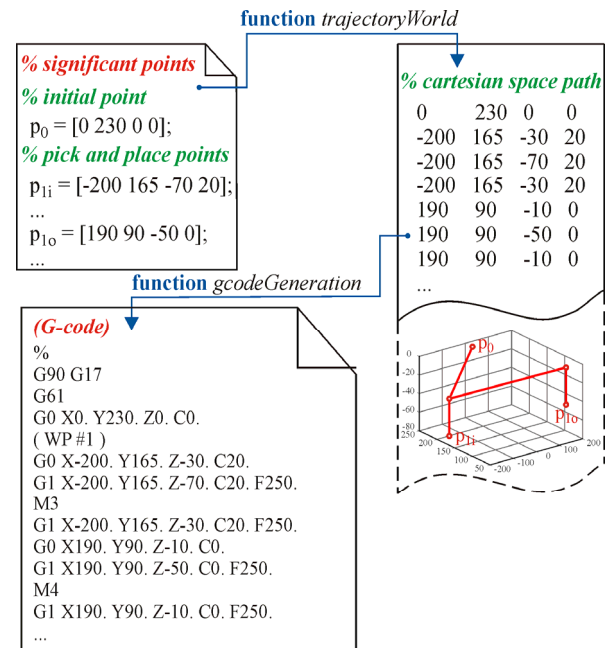 function trajectoryWorld
% significant points
% initial point
p0 = [0 230 0 0];
% pick and place points
p1i = [-200 165 -70 20];
...
p1o = [190 90 -50 0];
...
% cartesian space path
0 230 0 0
-200 165 -30 20
-200 165 -70 20
-200 165 -30 20
190 90 -10 0
190 90 -50 0
190 90 -10 0
...
function gcodeGeneration
(G-code)
%
G90 G17
G61
G0 X0. Y230. Z0. C0.
( WP #1 )
G0 X-200. Y165. Z-30. C20.
G1 X-200. Y165. Z-70. C20. F250.
M3
G1 X-200. Y165. Z-30. C20. F250.
G0 X190. Y90. Z-10. C0.
G1 X190. Y90. Z-50. C0. F250.
M4
G1 X190. Y90. Z-10. C0. F250.
...
0
-20
-40
-60
-80
250
200
150
100
50
-200
-100
0
100
200
p0
p1i
p1o